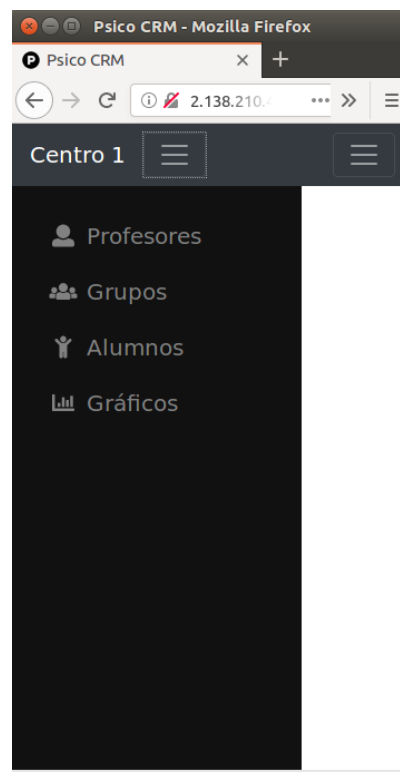 Psico CRM - Mozilla Firefox
Psico CRM
2.138.210.
Centro 1
Profesores
Grupos
Alumnos
Gráficos